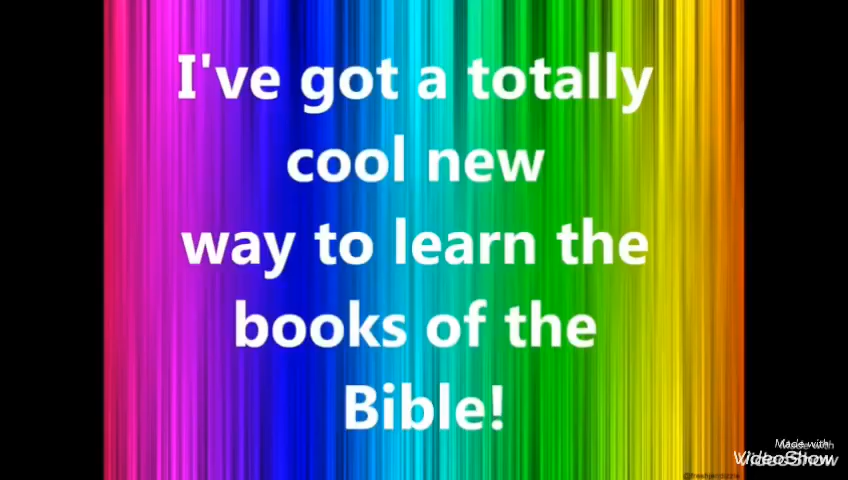 I've got a totally
cool new
way to learn the
books of the
Bible!
Made with
VideoShow